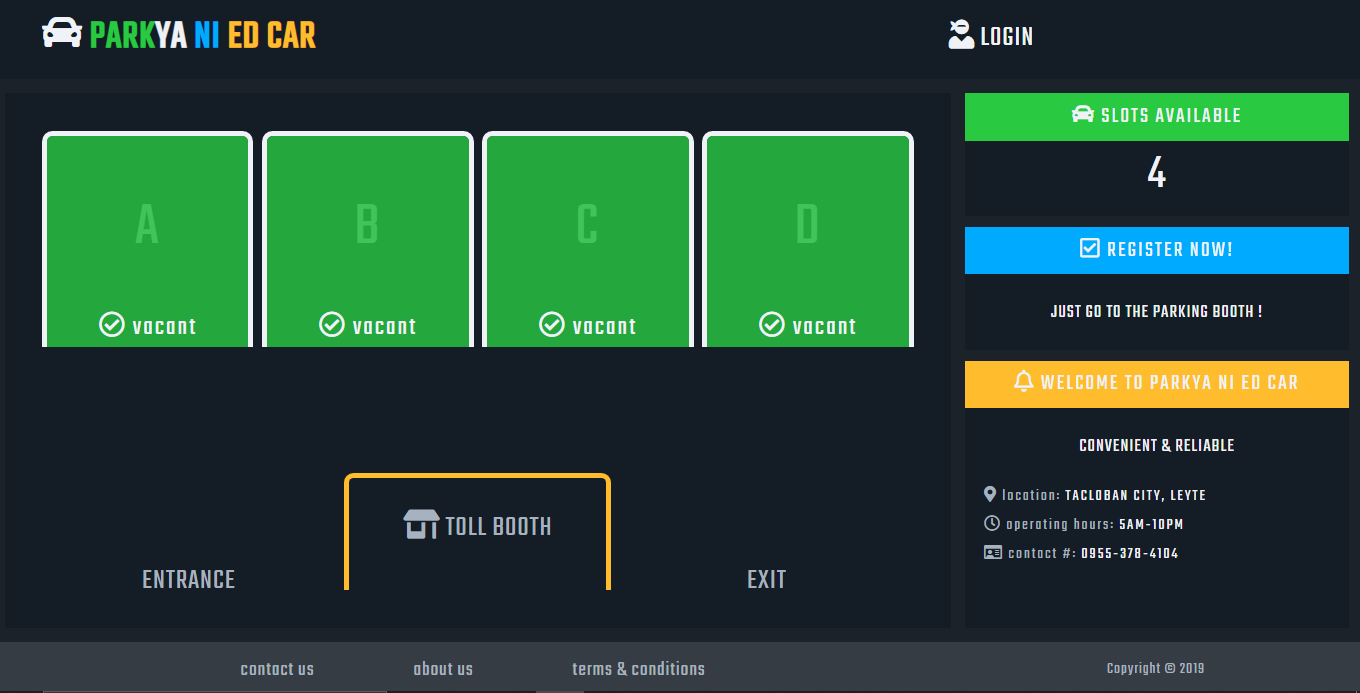 PARKYA NI ED CAR
LOGIN
A
B
C
D
vacant
vacant
vacant
vacant
TOLL BOOTH
ENTRANCE
EXIT
SLOTS AVAILABLE
4
REGISTER NOW!
JUST GO TO THE PARKING BOOTH !
WELCOME TO PARKYA NI ED CAR
CONVENIENT & RELIABLE
location: TACLOBAN CITY, LEYTE
operating hours: 5AM-10PM
contact #: 0955-378-4104
contact us
about us
terms & conditions
Copyright © 2019